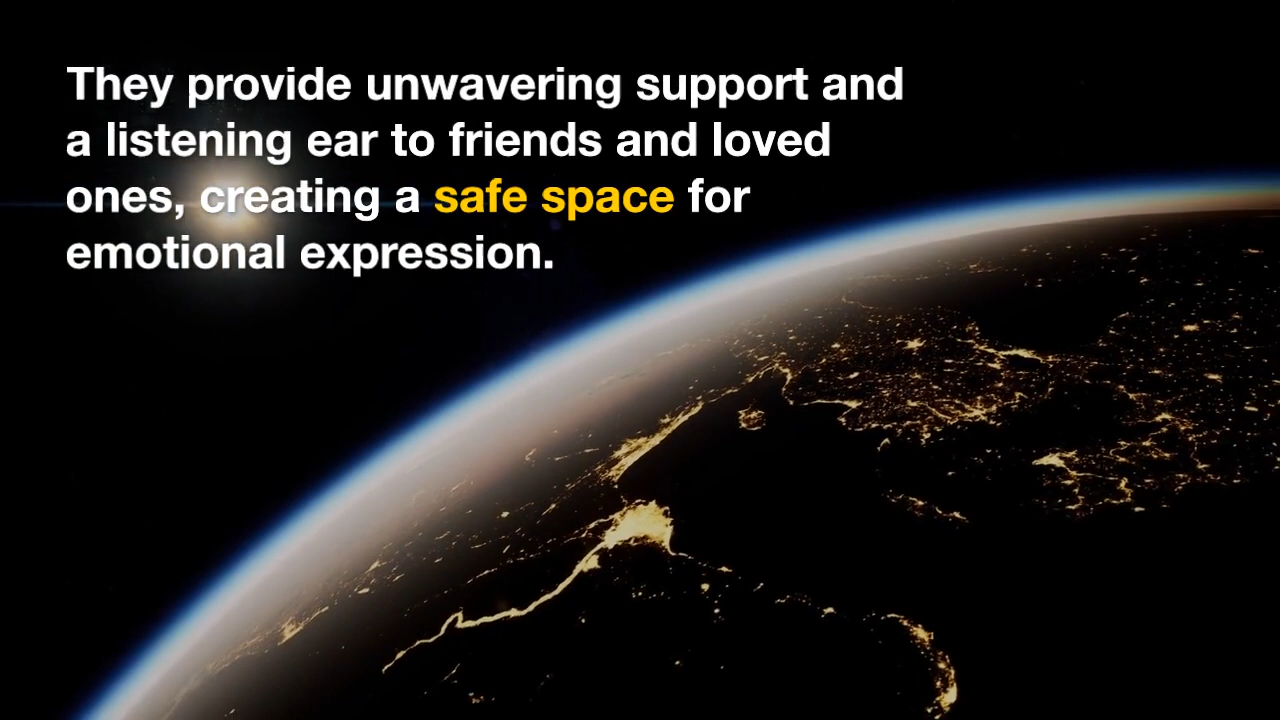 They provide unwavering support and
a listening ear to friends and loved
ones, creating a safe space for
emotional expression.